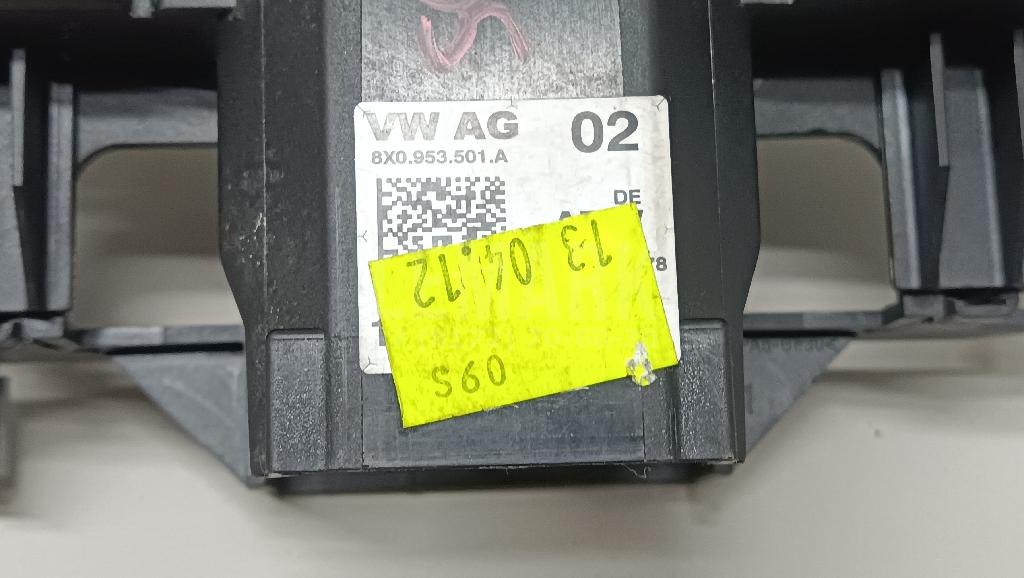 VW AG 02
8X0.953.501.A
DE
13 04.12
09S